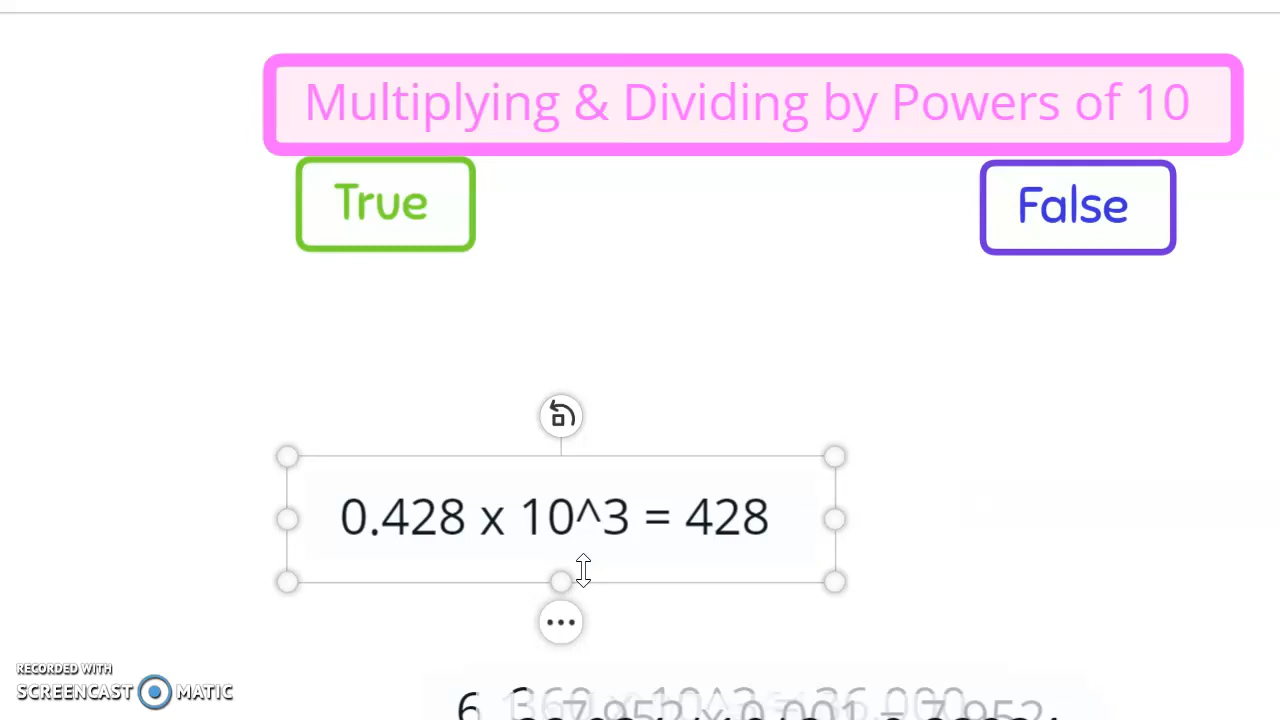 Multiplying & Dividing by Powers of 10
True
False
0.428 x 10^3 = 428
RECORDED WITH
SCREENCAST MATIC